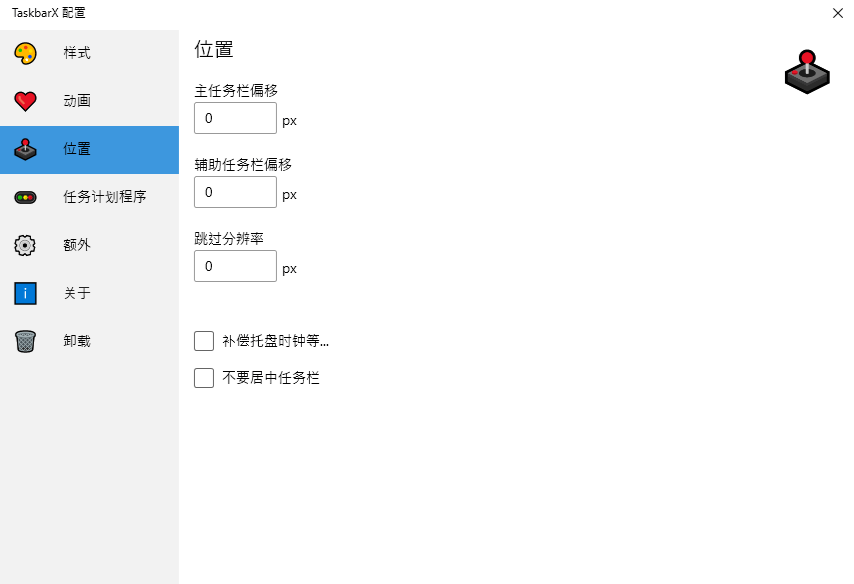 TaskbarX 配置
样式
动画
位置
任务计划程序
额外
关于
卸载
位置
主任务栏偏移
0 px
辅助任务栏偏移
0 px
跳过分辨率
0 px
补偿托盘时钟等...
不要居中任务栏